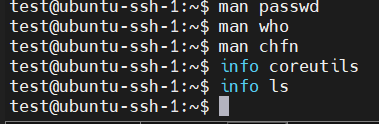 test@ubuntu-ssh-1:~$ man passwd
test@ubuntu-ssh-1:~$ man who
test@ubuntu-ssh-1:~$ man chfn
test@ubuntu-ssh-1:~$ info coreutils
test@ubuntu-ssh-1:~$ info ls
test@ubuntu-ssh-1:~$